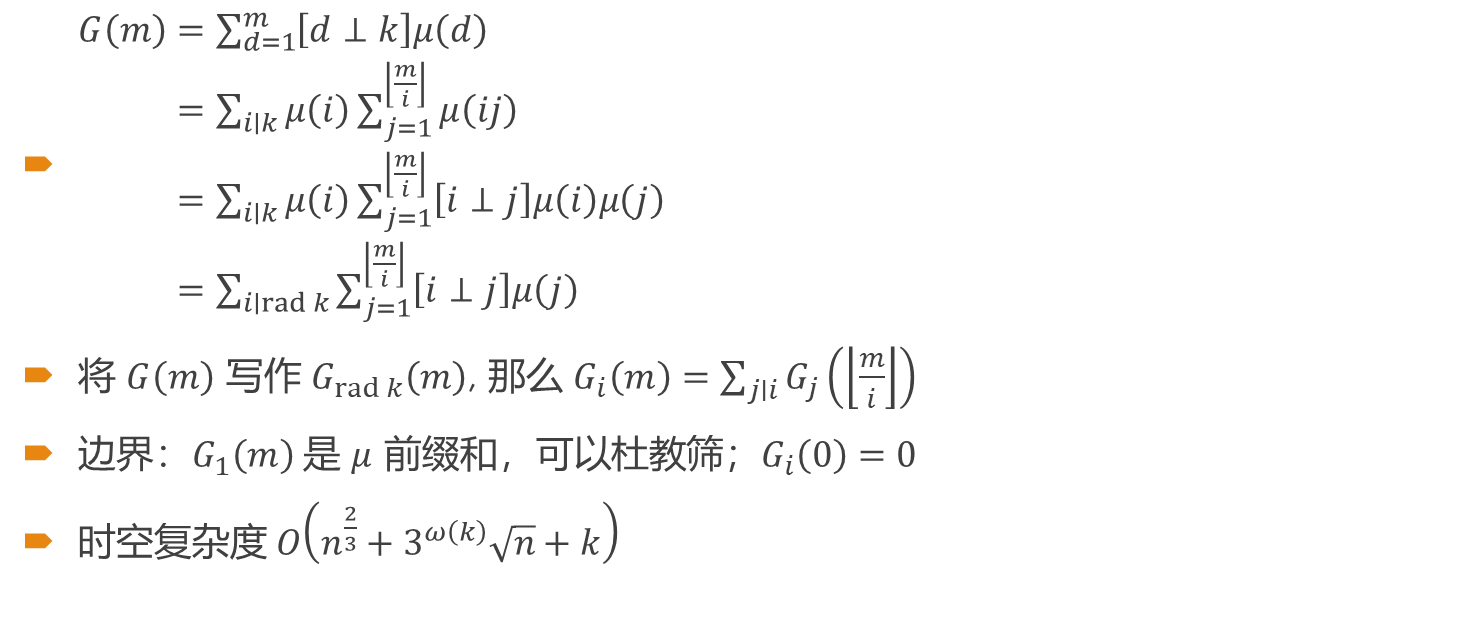 G(m) = ∑_{d=1}^{m}[d ⊥ k]μ(d)
= ∑_{i|k} μ(i) ∑_{j=1}^{⌊m/i⌋} μ(ij)
= ∑_{i|k} μ(i) ∑_{j=1}^{⌊m/i⌋}[i ⊥ j]μ(i)μ(j)
= ∑_{i|rad k} ∑_{j=1}^{⌊m/i⌋}[i ⊥ j]μ(j)
将 G(m) 写作 G_{rad k}(m), 那么 G_i(m) = ∑_{j|i} G_j(⌊m/i⌋)
边界：G_1(m) 是 μ 前缀和，可以杜教筛；G_i(0) = 0
时空复杂度 O(n^{2/3} + 3^{ω(k)}√n + k)